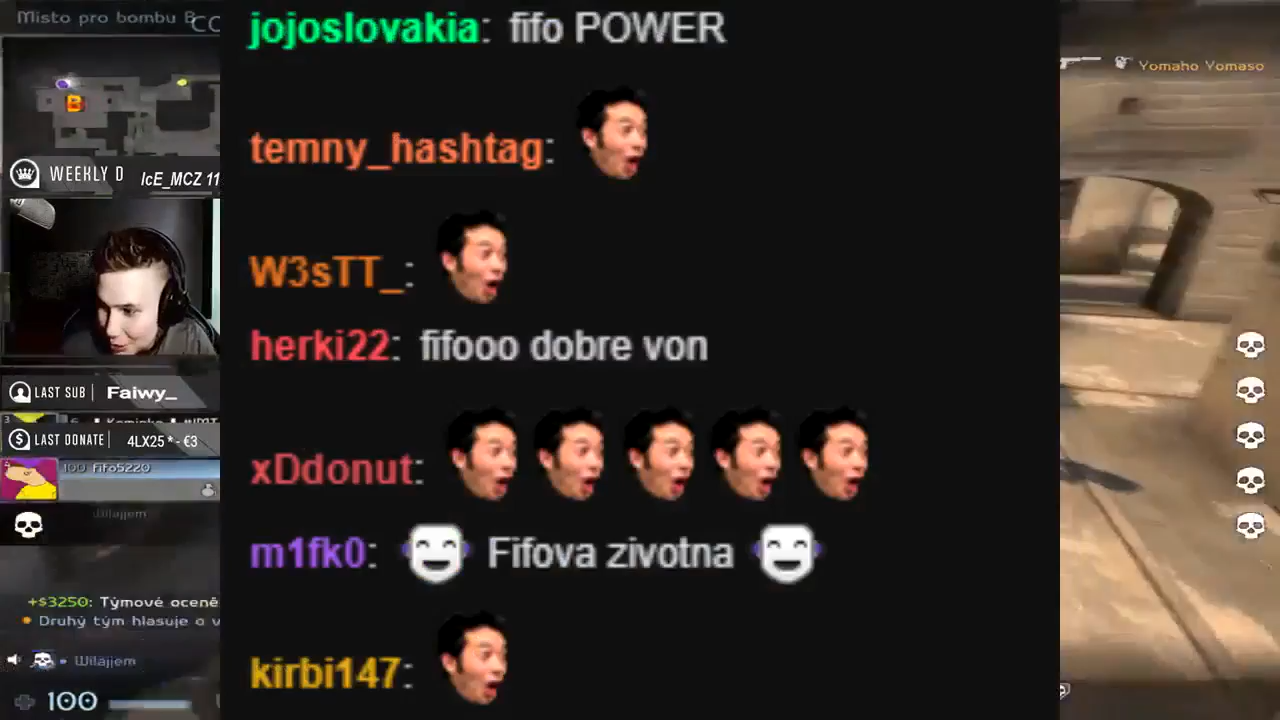 Misto pro bombu B
jojoslovakia: fifo POWER
Yomaho Yomaso
B
temny_hashtag:
WEEKLY D
IcE_MCZ 11
W3sTT_:
herki22: fifooo dobre von
LAST SUB | Faiwy_
LAST DONATE | 4LX25 * - €3
100 Fifo5220
xDdonut:
Wilajjem
m1fk0: Fifova zivotna
+$3250: Týmové oceně
Druhý tým hlasuje o v
Wilajjem
kirbi147:
100